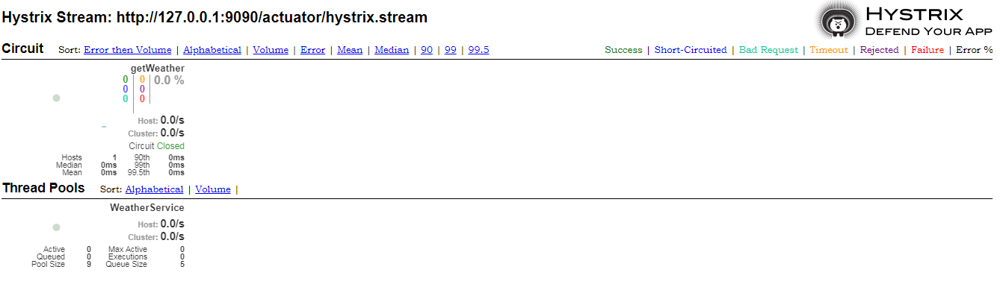 Hystrix Stream: http://127.0.0.1:9090/actuator/hystrix.stream
HYSTRIX
DEFEND YOUR APP
Circuit Sort: Error then Volume | Alphabetical | Volume | Error | Mean | Median | 90 | 99 | 99.5
Success | Short-Circuited | Bad Request | Timeout | Rejected | Failure | Error %
getWeather
0 0 0.0 %
0 0
0 0
Host: 0.0/s
Cluster: 0.0/s
Circuit Closed
Hosts 1 90th 0ms
Median 0ms 99th 0ms
Mean 0ms 99.5th 0ms
Thread Pools Sort: Alphabetical | Volume |
WeatherService
Host: 0.0/s
Cluster: 0.0/s
Active 0 Max Active 0
Queued 0 Executions 0
Pool Size 9 Queue Size 5